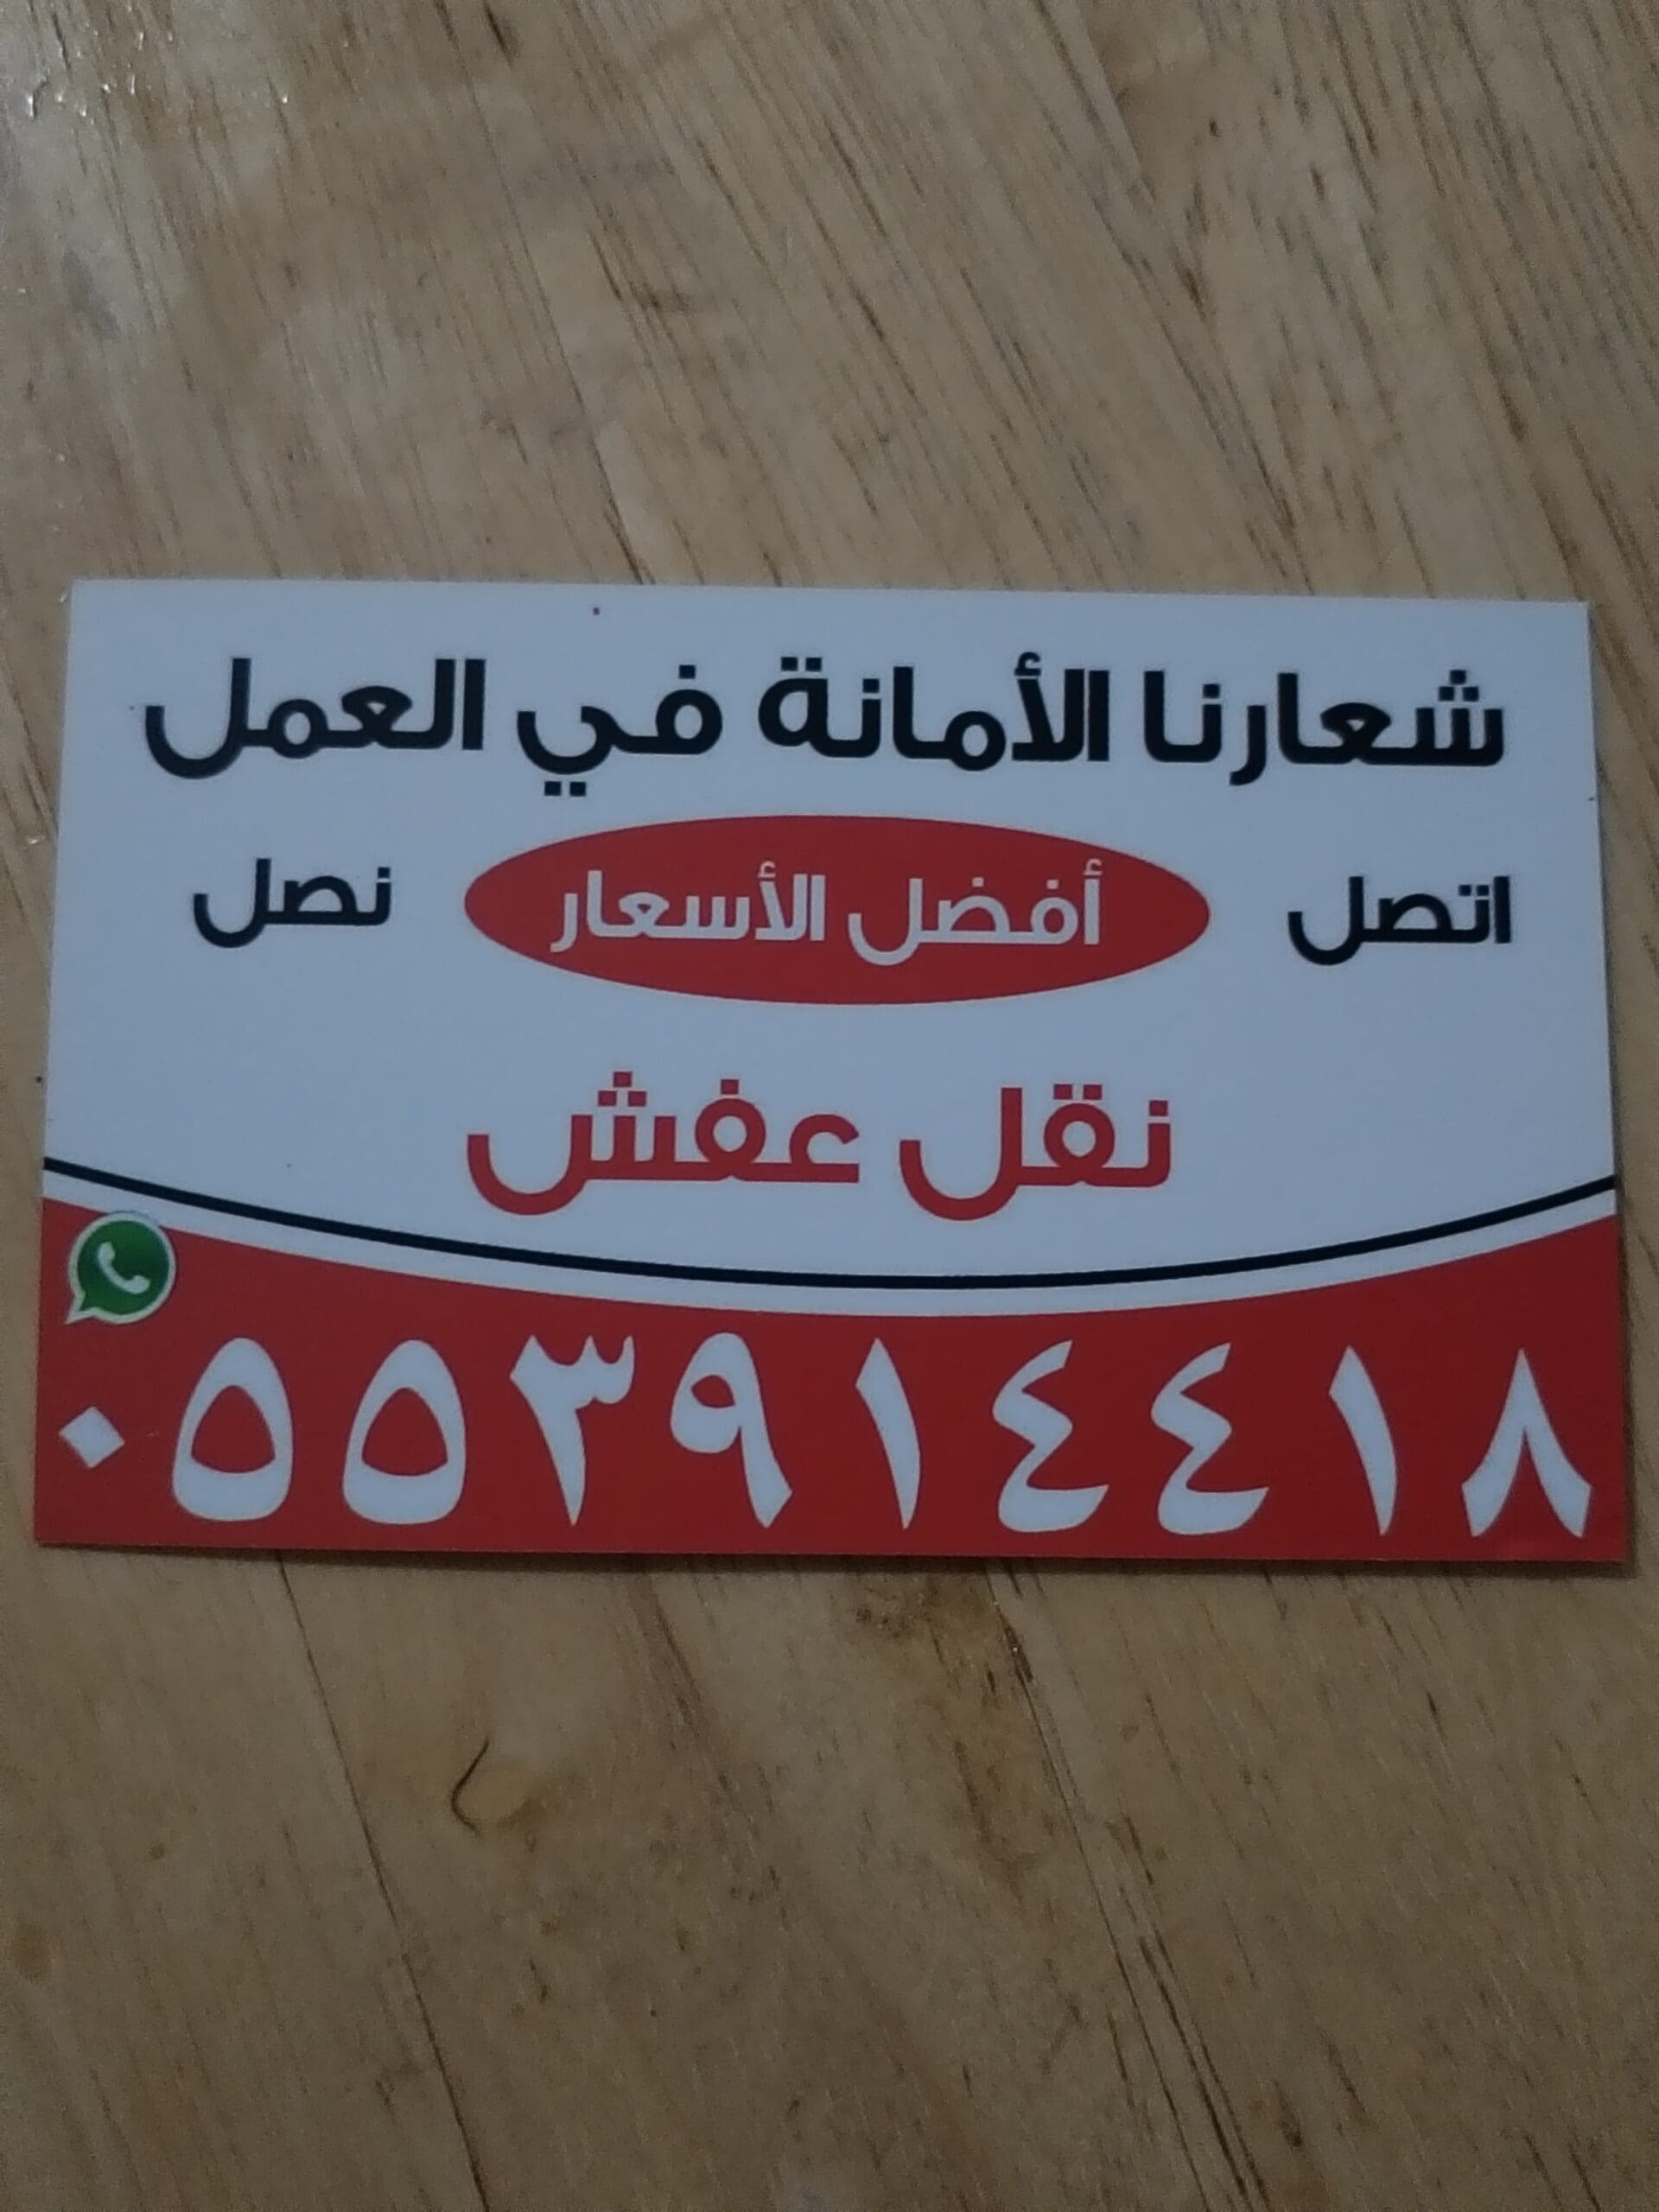 شعارنا الأمانة في العمل
اتصل أفضل الأسعار نصل
نقل عفش
٠٥٥٣٩١٤٤١٨